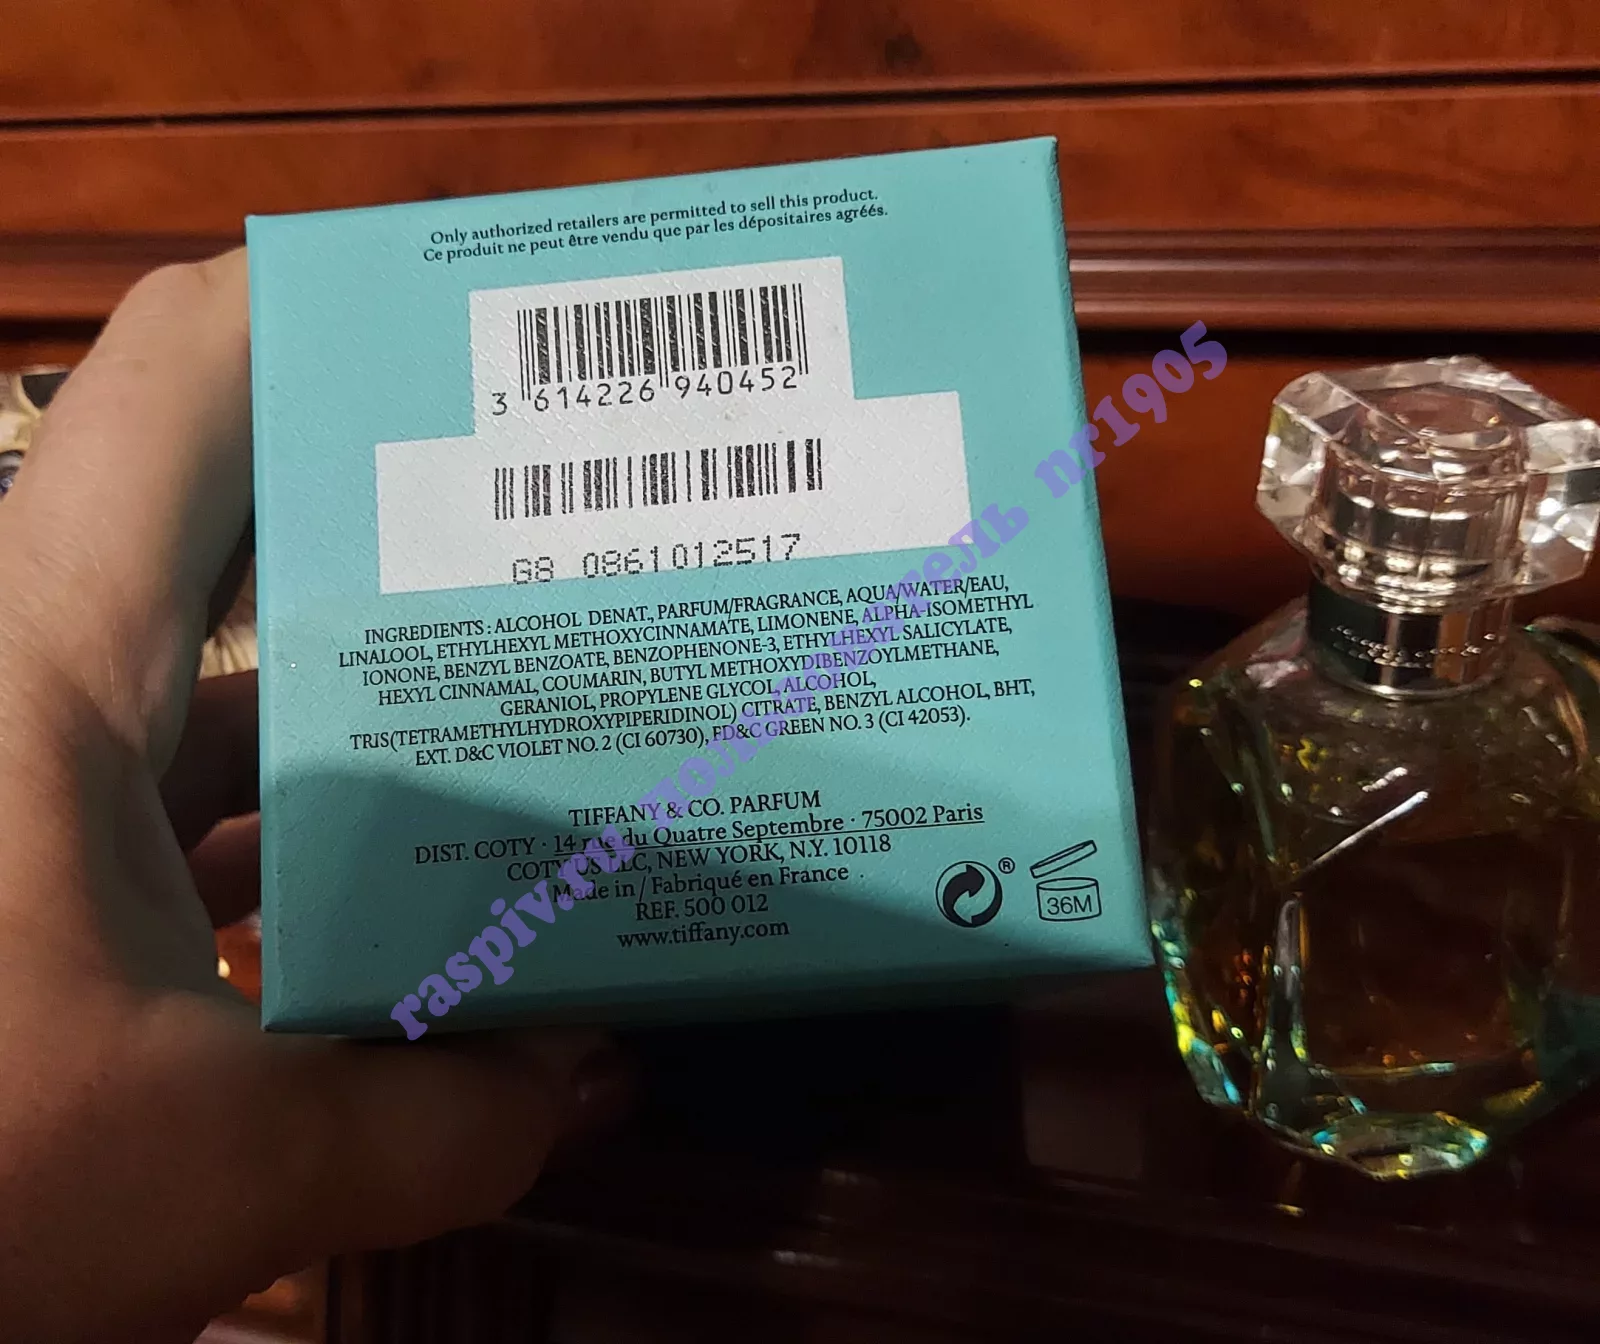 Only authorized retailers are permitted to sell this product.
Ce produit ne peut être vendu que par les dépositaires agréés.
3 614226 940452
G8 0861012517
INGREDIENTS : ALCOHOL DENAT., PARFUM/FRAGRANCE, AQUA/WATER/EAU,
LINALOOL, ETHYLHEXYL METHOXYCINNAMATE, LIMONENE, ALPHA-ISOMETHYL
IONONE, BENZYL BENZOATE, BENZOPHENONE-3, ETHYLHEXYL SALICYLATE,
HEXYL CINNAMAL, COUMARIN, BUTYL METHOXYDIBENZOYLMETHANE,
GERANIOL, PROPYLENE GLYCOL, ALCOHOL,
TRIS(TETRAMETHYLHYDROXYPIPERIDINOL) CITRATE, BENZYL ALCOHOL, BHT,
EXT. D&C VIOLET NO. 2 (CI 60730), FD&C GREEN NO. 3 (CI 42053).
TIFFANY & CO. PARFUM
DIST. COTY · 14 rue du Quatre Septembre · 75002 Paris
COTY US LLC, NEW YORK, N.Y. 10118
Made in / Fabriqué en France
REF. 500 012
www.tiffany.com
®
36M
raspiv.ru пользователь nr1905